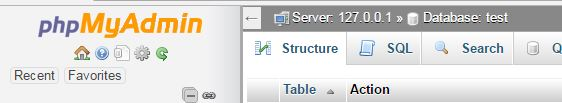 phpMyAdmin
Recent Favorites
Server: 127.0.0.1 » Database: test
Structure SQL Search Q
Table Action